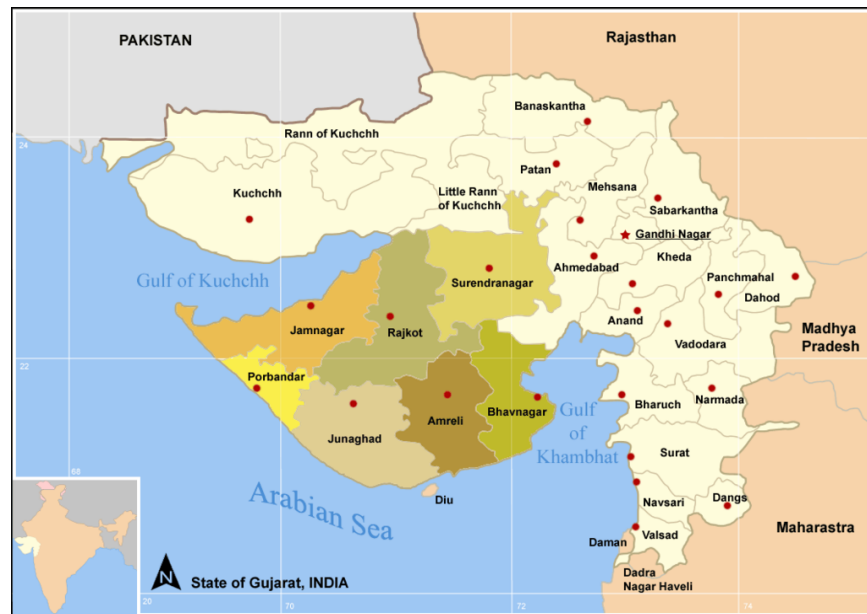 PAKISTAN
Rajasthan
Banaskantha
24
Rann of Kuchchh
Patan
Mehsana
Kuchchh
Little Rann
of Kuchchh
Sabarkantha
Gandhi Nagar
Gulf of Kuchchh
Ahmedabad
Kheda
Surendranagar
Panchmahal
Dahod
Jamnagar
Rajkot
Anand
Madhya
Pradesh
Vadodara
22
Porbandar
Bharuch
Narmada
Junaghad
Amreli
Bhavnagar
Gulf
of
Khambhat
Surat
68
Arabian Sea
Diu
Navsari
Dangs
Maharastra
Daman
Valsad
N
State of Gujarat, INDIA
Dadra
Nagar Haveli
20
70
72
74